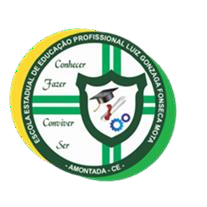 ESCOLA ESTADUAL DE EDUCAÇÃO PROFISSIONAL LUIZ GONZAGA FONSECA MOTA
Conhecer
Fazer
Conviver
Ser
- AMONTADA - CE -